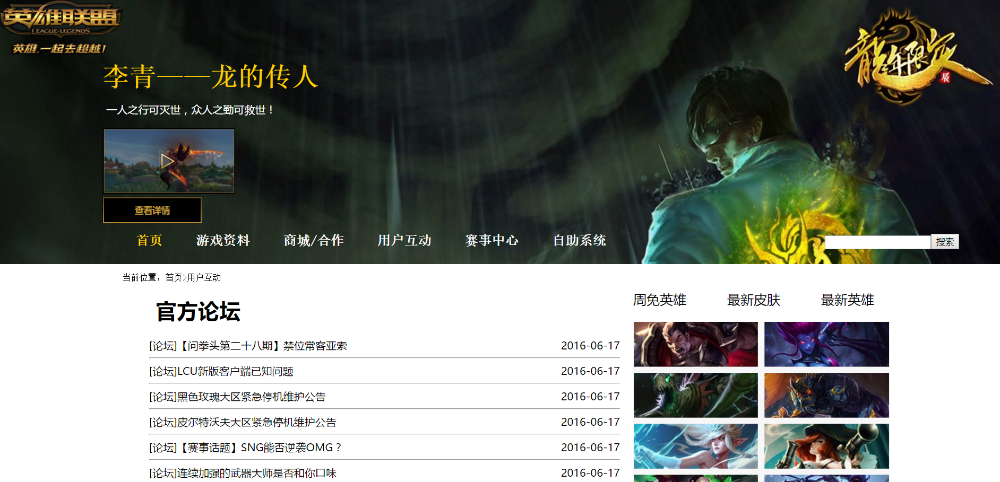 英雄联盟
LEAGUE·LEGENDS
英雄,一起去超越!
龍年限定
李青——龙的传人
一人之行可灭世，众人之勤可救世！
查看详情
首页 游戏资料 商城/合作 用户互动 赛事中心 自助系统 搜索
当前位置：首页>用户互动
周免英雄 最新皮肤 最新英雄
官方论坛
[论坛]【问拳头第二十八期】禁位常客亚索 2016-06-17
[论坛]LCU新版客户端已知问题 2016-06-17
[论坛]黑色玫瑰大区紧急停机维护公告 2016-06-17
[论坛]皮尔特沃夫大区紧急停机维护公告 2016-06-17
[论坛]【赛事话题】SNG能否逆袭OMG？ 2016-06-17
[论坛]连续加强的武器大师是否和你口味 2016-06-17